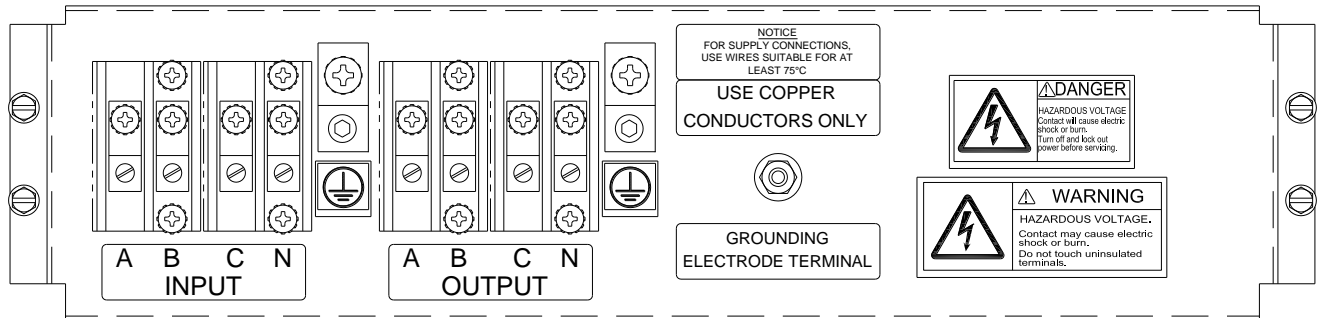 NOTICE
FOR SUPPLY CONNECTIONS,
USE WIRES SUITABLE FOR AT
LEAST 75°C
USE COPPER
CONDUCTORS ONLY
GROUNDING
ELECTRODE TERMINAL
A B C N
INPUT
A B C N
OUTPUT
DANGER
HAZARDOUS VOLTAGE
Contact will cause electric
shock or burn.
Turn off and lock out
power before servicing.
WARNING
HAZARDOUS VOLTAGE.
Contact may cause electric
shock or burn.
Do not touch uninsulated
terminals.